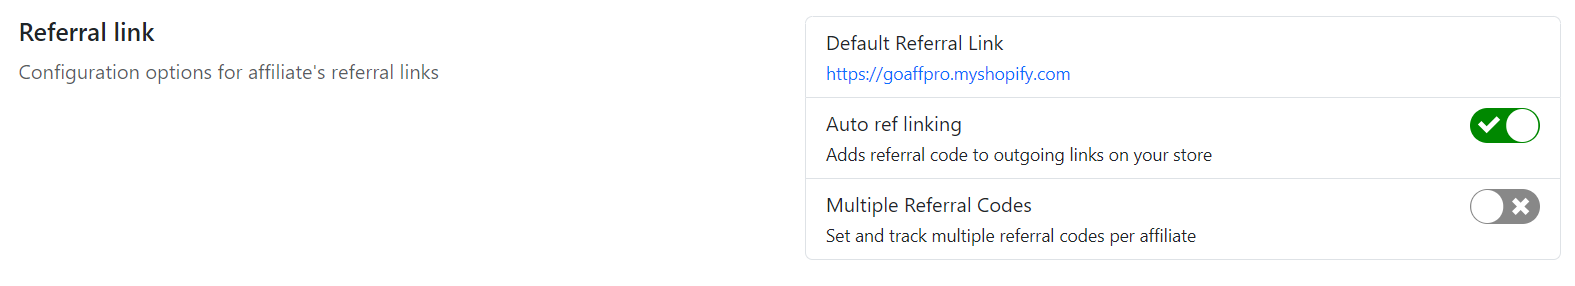 Referral link
Configuration options for affiliate's referral links
Default Referral Link
https://goaffpro.myshopify.com
Auto ref linking
Adds referral code to outgoing links on your store
Multiple Referral Codes
Set and track multiple referral codes per affiliate